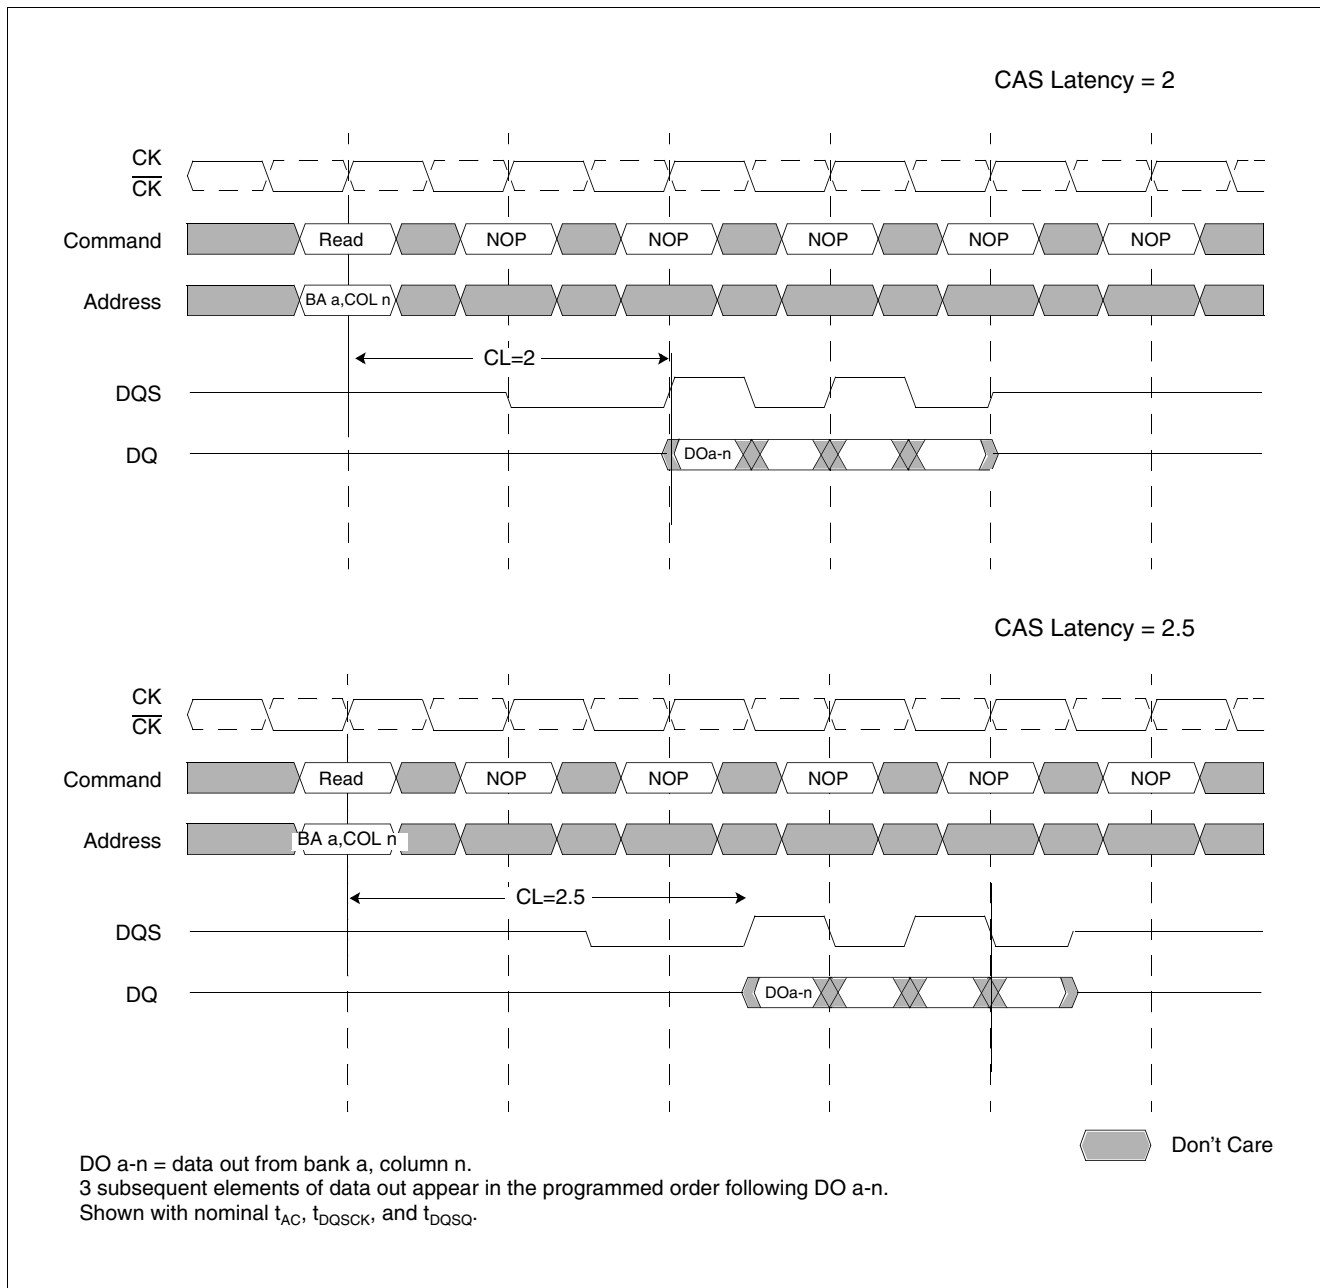 CAS Latency = 2
CK
CK
Command Read NOP NOP NOP NOP NOP
Address BA a,COL n
CL=2
DQS
DQ DOa-n
CAS Latency = 2.5
CK
CK
Command Read NOP NOP NOP NOP NOP
Address BA a,COL n
CL=2.5
DQS
DQ DOa-n
Don't Care
DO a-n = data out from bank a, column n.
3 subsequent elements of data out appear in the programmed order following DO a-n.
Shown with nominal tAC, tDQSCK, and tDQSQ.